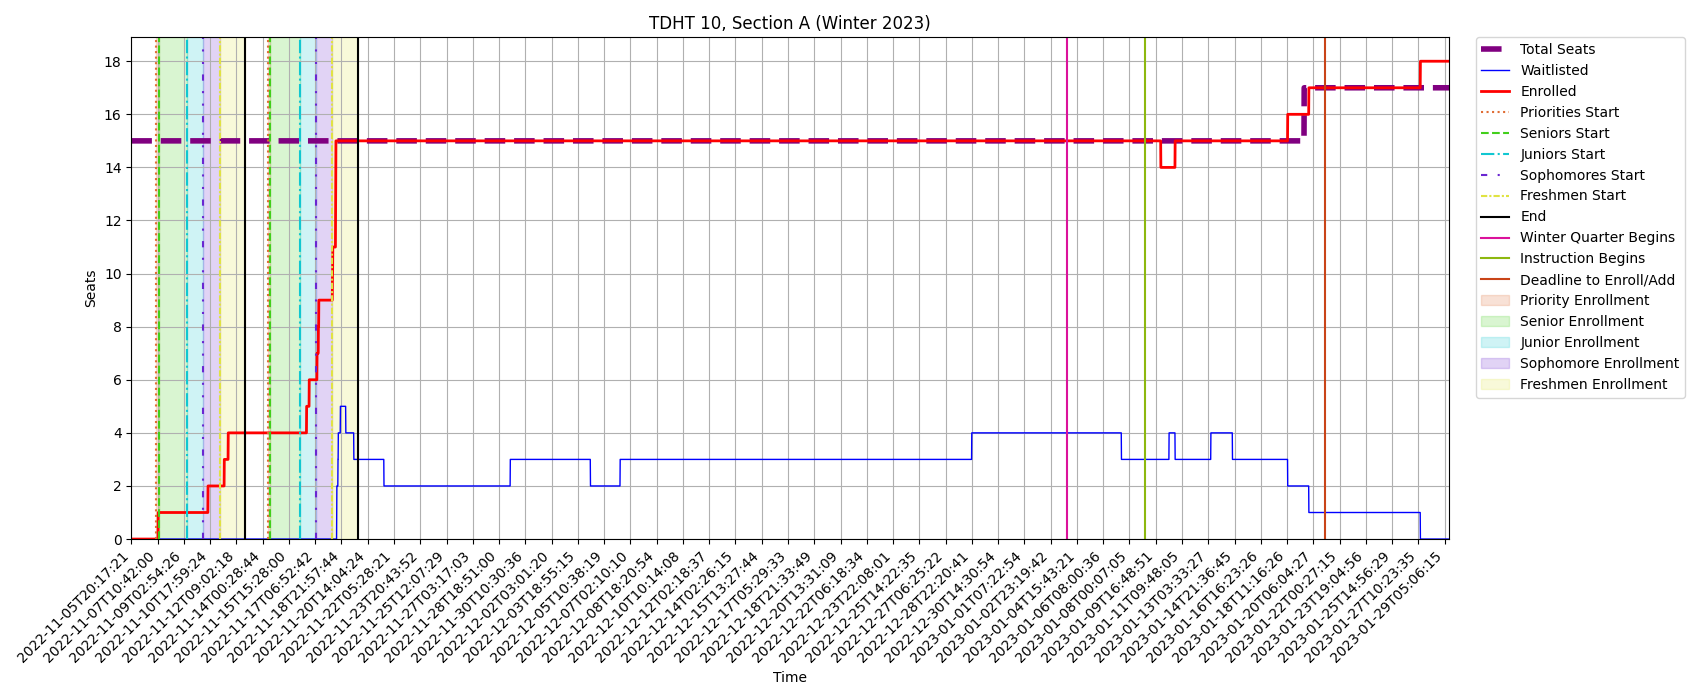 TDHT 10, Section A (Winter 2023)
Seats
18
16
14
12
10
8
6
4
2
0
2022-11-05T20:17:21
2022-11-07T10:42:00
2022-11-09T02:54:26
2022-11-10T17:59:24
2022-11-12T09:02:18
2022-11-14T00:28:44
2022-11-15T15:28:00
2022-11-17T06:52:42
2022-11-18T21:57:44
2022-11-20T14:04:24
2022-11-22T05:28:21
2022-11-23T20:43:52
2022-11-25T12:07:29
2022-11-27T03:17:03
2022-11-28T18:51:00
2022-11-30T10:30:36
2022-12-02T03:01:20
2022-12-03T18:55:15
2022-12-05T10:38:19
2022-12-07T02:10:10
2022-12-08T18:20:54
2022-12-10T10:14:08
2022-12-12T02:18:37
2022-12-14T02:26:15
2022-12-15T13:27:44
2022-12-17T05:29:33
2022-12-18T21:33:49
2022-12-20T13:31:09
2022-12-22T06:18:34
2022-12-23T22:08:01
2022-12-25T14:22:35
2022-12-27T06:25:22
2022-12-28T22:20:41
2022-12-30T14:30:54
2023-01-01T07:22:54
2023-01-02T23:19:42
2023-01-04T15:43:21
2023-01-06T08:00:36
2023-01-08T00:07:05
2023-01-09T16:48:51
2023-01-11T09:48:05
2023-01-13T03:33:27
2023-01-14T21:36:45
2023-01-16T16:23:26
2023-01-18T11:16:26
2023-01-20T06:04:27
2023-01-22T00:27:15
2023-01-23T19:04:56
2023-01-25T14:56:29
2023-01-27T10:23:35
2023-01-29T05:06:15
Time
Total Seats
Waitlisted
Enrolled
Priorities Start
Seniors Start
Juniors Start
Sophomores Start
Freshmen Start
End
Winter Quarter Begins
Instruction Begins
Deadline to Enroll/Add
Priority Enrollment
Senior Enrollment
Junior Enrollment
Sophomore Enrollment
Freshmen Enrollment